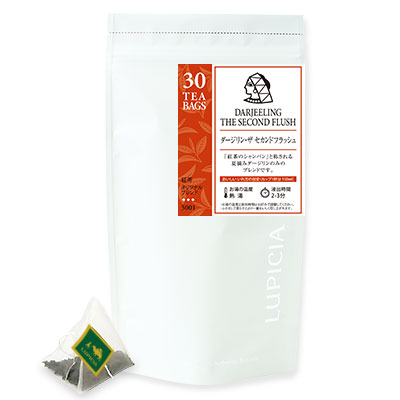 30
TEA
BAGS
紅茶
オリジナル
ブレンド
5001
DARJEELING
THE SECOND FLUSH
ダージリン・ザ セカンドフラッシュ
「紅茶のシャンパン」と称される
夏摘みダージリンのみの
ブレンドです。
お湯の温度
熱湯
浸出時間
2-3分
LUPICIA
LUPICIA